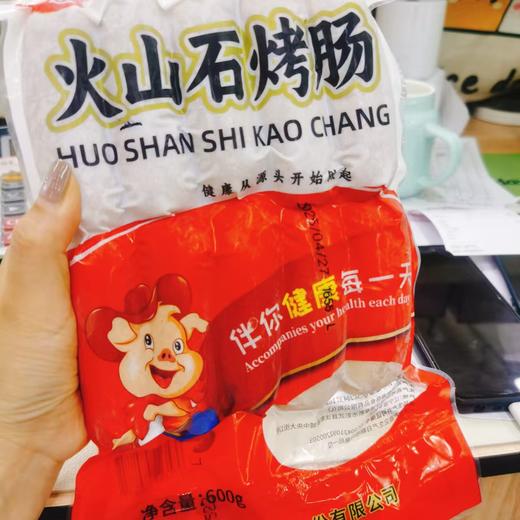 火山石烤肠
HUO SHAN SHI KAO CHANG
健康从源头开始
伴你健康每一天
Accompanies your health each day
净含量:600g
份有限公司